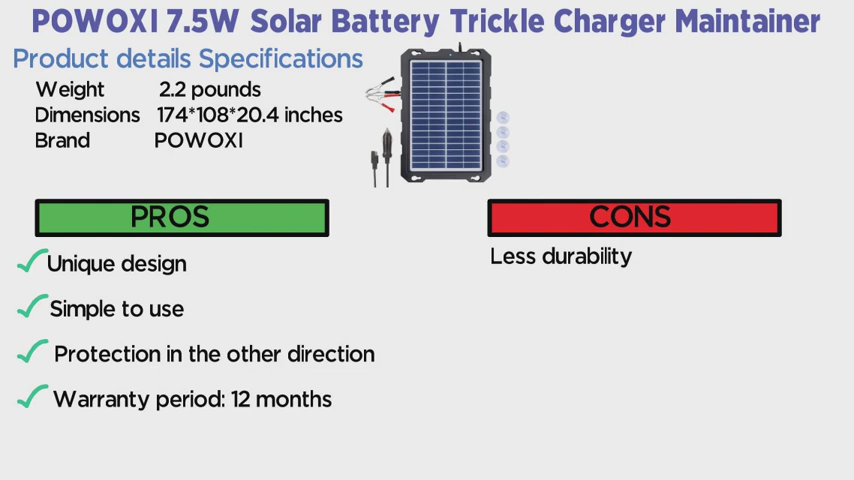 POWOXI 7.5W Solar Battery Trickle Charger Maintainer
Product details Specifications
Weight 2.2 pounds
Dimensions 174*108*20.4 inches
Brand POWOXI
PROS
Unique design
Simple to use
Protection in the other direction
Warranty period: 12 months
CONS
Less durability